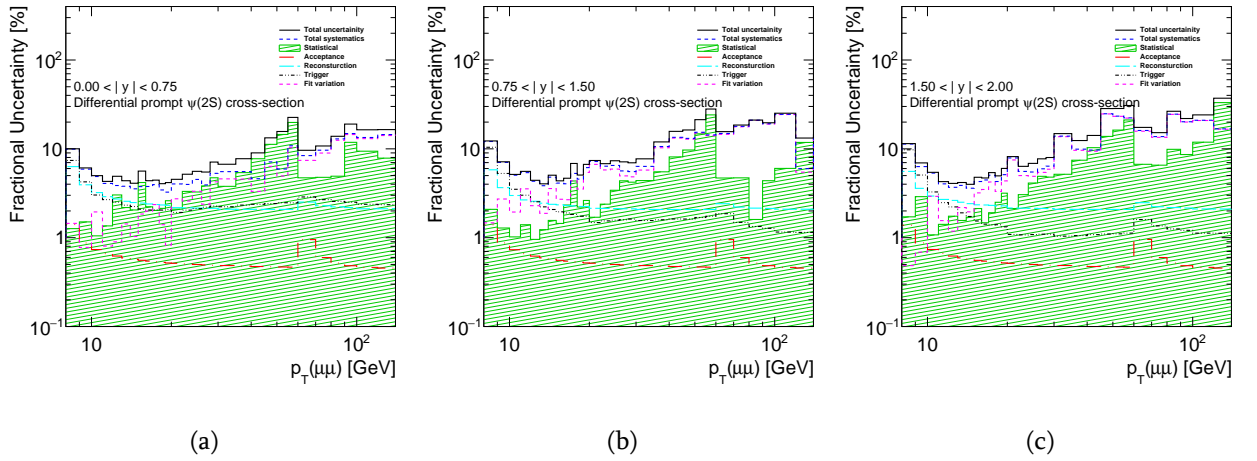 Fractional Uncertainty [%]
10²
10
1
10⁻¹
Total uncertainty
Total systematics
Statistical
Acceptance
Reconsturction
Trigger
Fit variation
0.00 < | y | < 0.75
Differential prompt ψ(2S) cross-section
10
10²
p_T(μμ) [GeV]
(a)
Fractional Uncertainty [%]
10²
10
1
10⁻¹
Total uncertainty
Total systematics
Statistical
Acceptance
Reconsturction
Trigger
Fit variation
0.75 < | y | < 1.50
Differential prompt ψ(2S) cross-section
10
10²
p_T(μμ) [GeV]
(b)
Fractional Uncertainty [%]
10²
10
1
10⁻¹
Total uncertainty
Total systematics
Statistical
Acceptance
Reconsturction
Trigger
Fit variation
1.50 < | y | < 2.00
Differential prompt ψ(2S) cross-section
10
10²
p_T(μμ) [GeV]
(c)